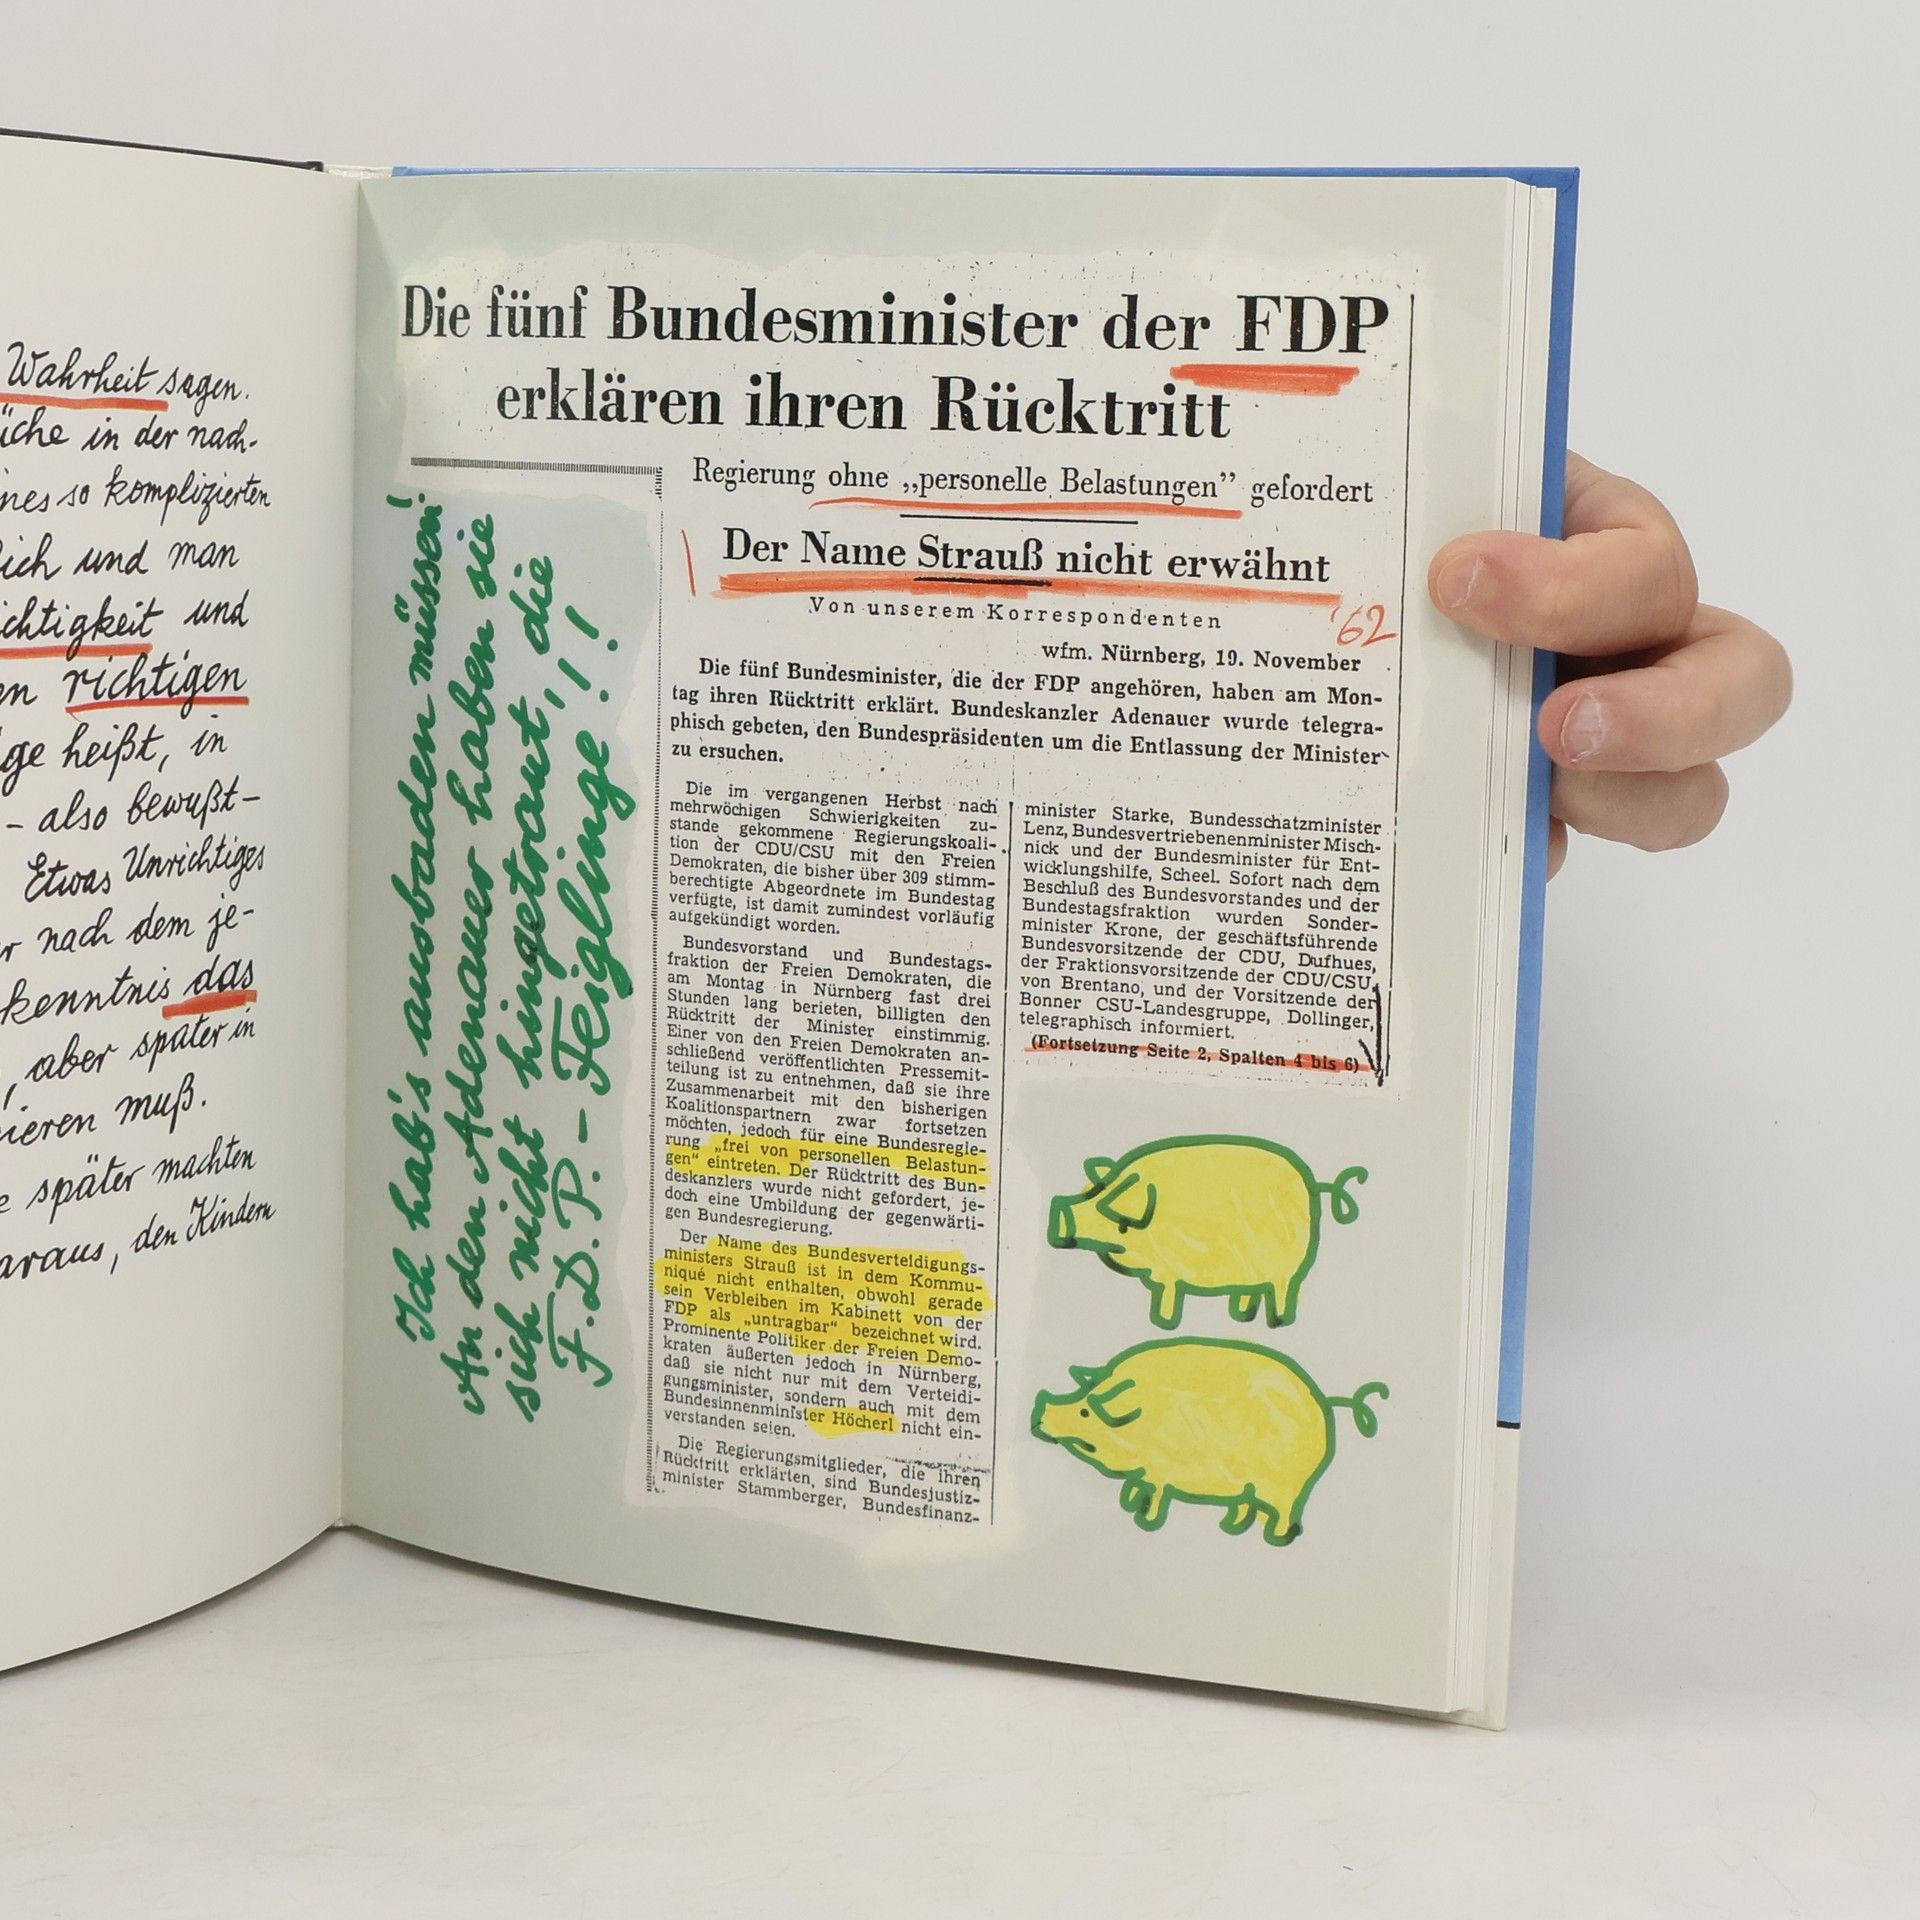 Wahrheit sagen.
in der nach-
so komplizierten
und man
und
richtigen
heißt, in
– also bewußt–
Etwas Unrichtiges
nach dem je-
das
, aber später in
muß.
später machten
, den Kindern
Die fünf Bundesminister der FDP
erklären ihren Rücktritt
Regierung ohne „personelle Belastungen” gefordert
Der Name Strauß nicht erwähnt
Von unserem Korrespondenten
'62
wfm. Nürnberg, 19. November
Die fünf Bundesminister, die der FDP angehören, haben am Mon-
tag ihren Rücktritt erklärt. Bundeskanzler Adenauer wurde telegra-
phisch gebeten, den Bundespräsidenten um die Entlassung der Minister
zu ersuchen.
Die im vergangenen Herbst nach
mehrwöchigen Schwierigkeiten zu-
stande gekommene Regierungskoali-
tion der CDU/CSU mit den Freien
Demokraten, die bisher über 309 stimm-
berechtigte Abgeordnete im Bundestag
verfügte, ist damit zumindest vorläufig
aufgekündigt worden.
Bundesvorstand und Bundestags-
fraktion der Freien Demokraten, die
am Montag in Nürnberg fast drei
Stunden lang berieten, billigten den
Rücktritt der Minister einstimmig.
Einer von den Freien Demokraten an-
schließend veröffentlichten Pressemit-
teilung ist zu entnehmen, daß sie ihre
Zusammenarbeit mit den bisherigen
Koalitionspartnern zwar fortsetzen
möchten, jedoch für eine Bundesregie-
rung „frei von personellen Belastun-
gen“ eintreten. Der Rücktritt des Bun-
deskanzlers wurde nicht gefordert, je-
doch eine Umbildung der gegenwärti-
gen Bundesregierung.
Der Name des Bundesverteidigungs-
ministers Strauß ist in dem Kommu-
niqué nicht enthalten, obwohl gerade
sein Verbleiben im Kabinett von der
FDP als „untragbar“ bezeichnet wird.
Prominente Politiker der Freien Demo-
kraten äußerten jedoch in Nürnberg,
daß sie nicht nur mit dem Verteidi-
gungsminister, sondern auch mit dem
Bundesinnenminister Höcherl nicht ein-
verstanden seien.
Die Regierungsmitglieder, die ihren
Rücktritt erklärten, sind Bundesjustiz-
minister Stammberger, Bundesfinanz-
minister Starke, Bundesschatzminister
Lenz, Bundesvertriebenenminister Misch-
nick und der Bundesminister für Ent-
wicklungshilfe, Scheel. Sofort nach dem
Beschluß des Bundesvorstandes und der
Bundestagsfraktion wurden Sonder-
minister Krone, der geschäftsführende
Bundesvorsitzende der CDU, Dufhues,
der Fraktionsvorsitzende der CDU/CSU,
von Brentano, und der Vorsitzende der
Bonner CSU-Landesgruppe, Dollinger,
telegraphisch informiert.
(Fortsetzung Seite 2, Spalten 4 bis 6)
Ich hab's ausbaden müssen!
An den Adenauer haben sie
sich nicht hingetraut, die
F.D.P. – Feiglinge!!!